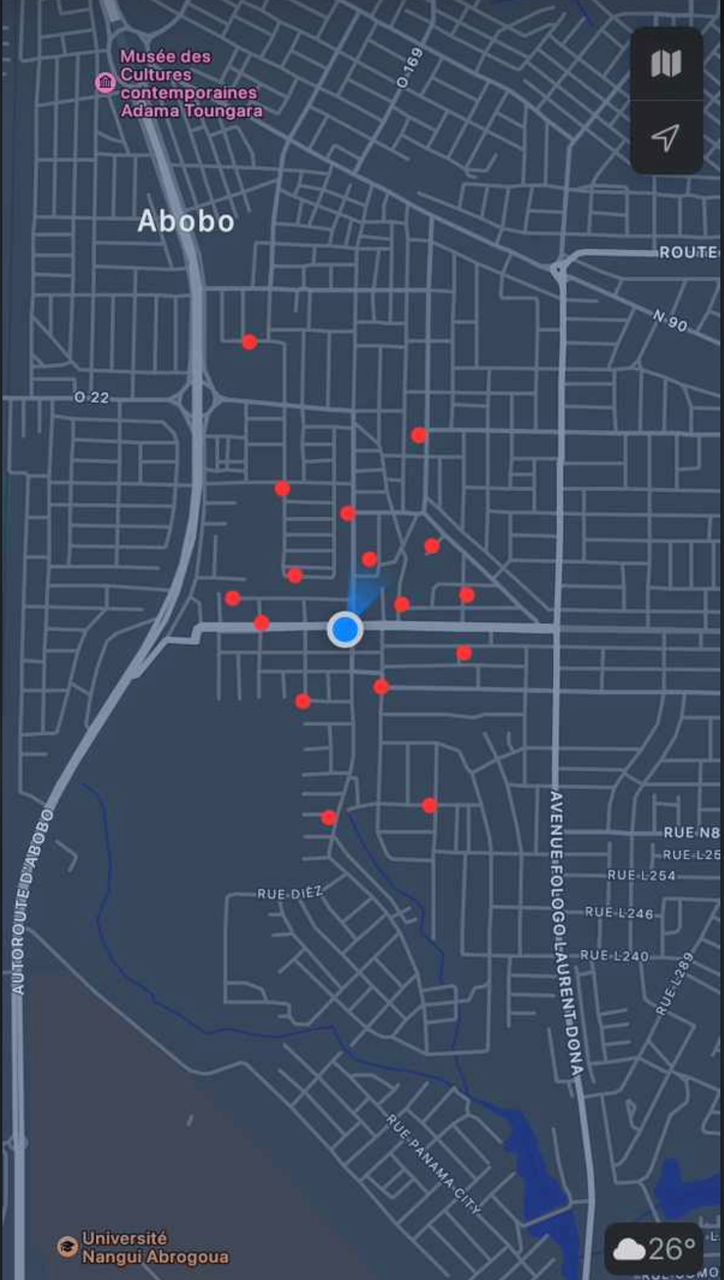 Musée des
Cultures
contemporaines
Adama Toungara
O 169
Abobo
ROUTE
N 90
O 22
AUTOROUTE D'ABOBO
AVENUE FOLOGO LAURENT DONA
RUE N8
RUE L25
RUE L254
RUE DIEZ
RUE L246
RUE L240
RUE L289
RUE PANAMA CITY
Université
Nangui Abrogoua
26°